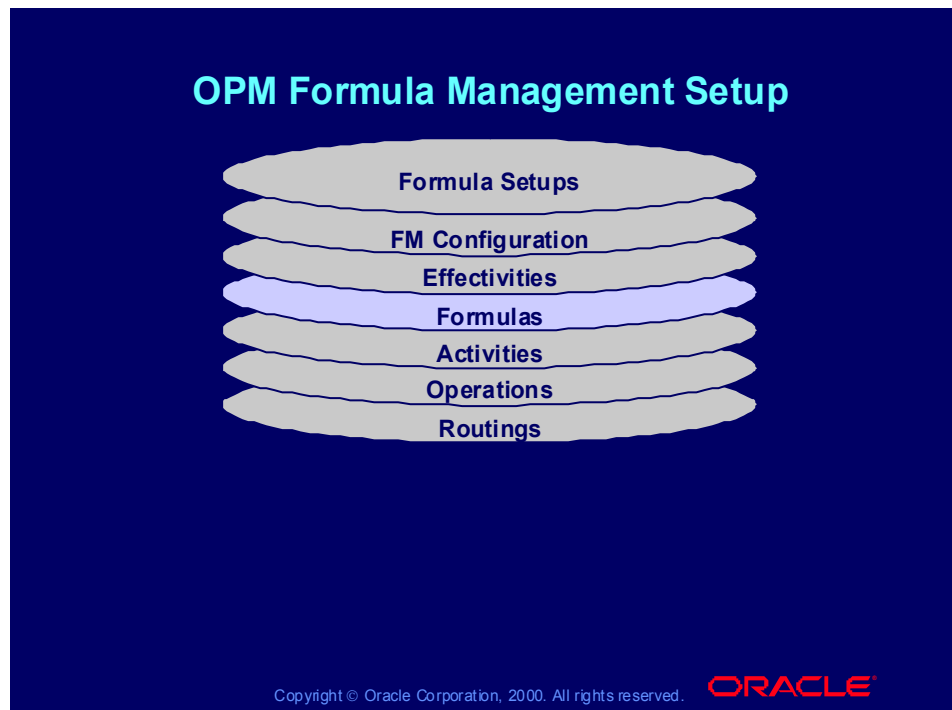 OPM Formula Management Setup
Formula Setups
FM Configuration
Effectivities
Formulas
Activities
Operations
Routings
Copyright © Oracle Corporation, 2000. All rights reserved.
ORACLE®